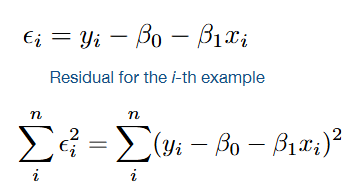 ϵᵢ = yᵢ − β₀ − β₁xᵢ
Residual for the i-th example
∑ᵢⁿ ϵᵢ² = ∑ᵢⁿ (yᵢ − β₀ − β₁xᵢ)²